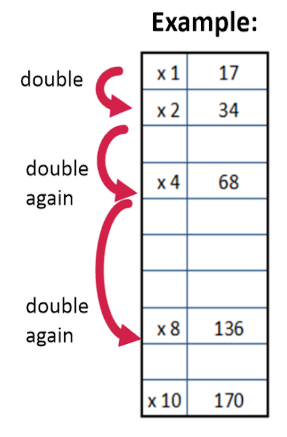 Example:
x 1 17
double
x 2 34
double
again
x 4 68
double
again
x 8 136
x 10 170